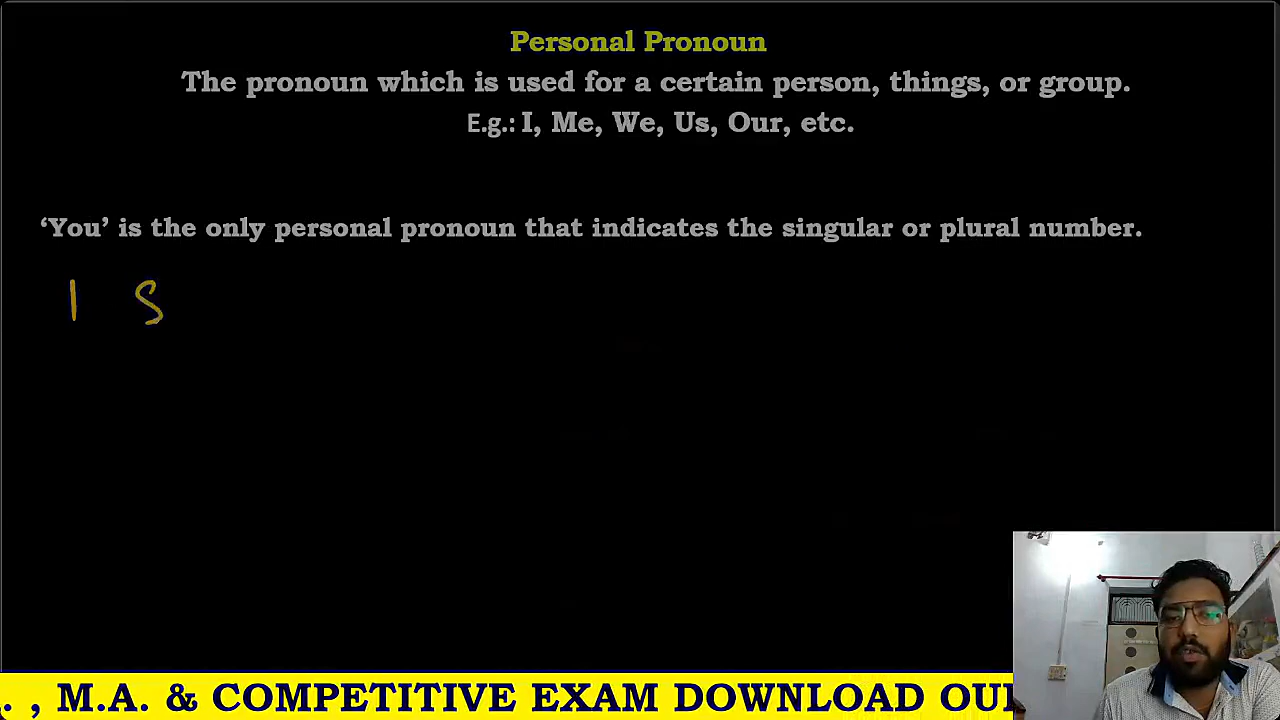 Personal Pronoun
The pronoun which is used for a certain person, things, or group.
E.g.: I, Me, We, Us, Our, etc.
‘You’ is the only personal pronoun that indicates the singular or plural number.
I S
. , M.A. & COMPETITIVE EXAM DOWNLOAD OU